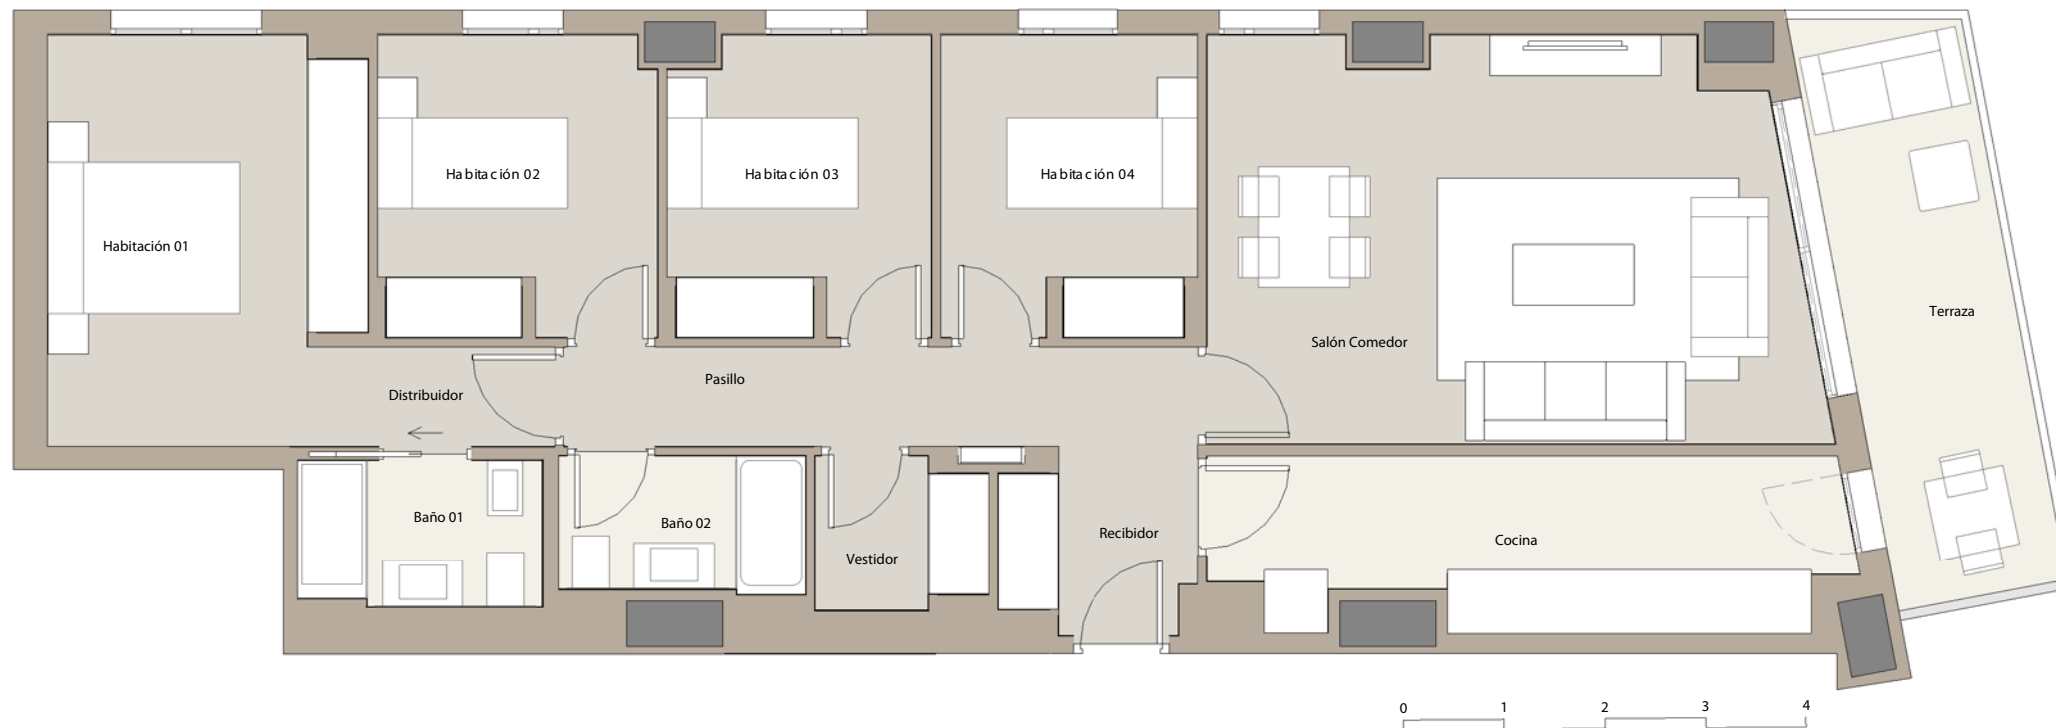 Habitación 02
Habitación 03
Habitación 04
Habitación 01
Terraza
Salón Comedor
Pasillo
Distribuidor
Baño 01
Baño 02
Recibidor
Cocina
Vestidor
0 1 2 3 4